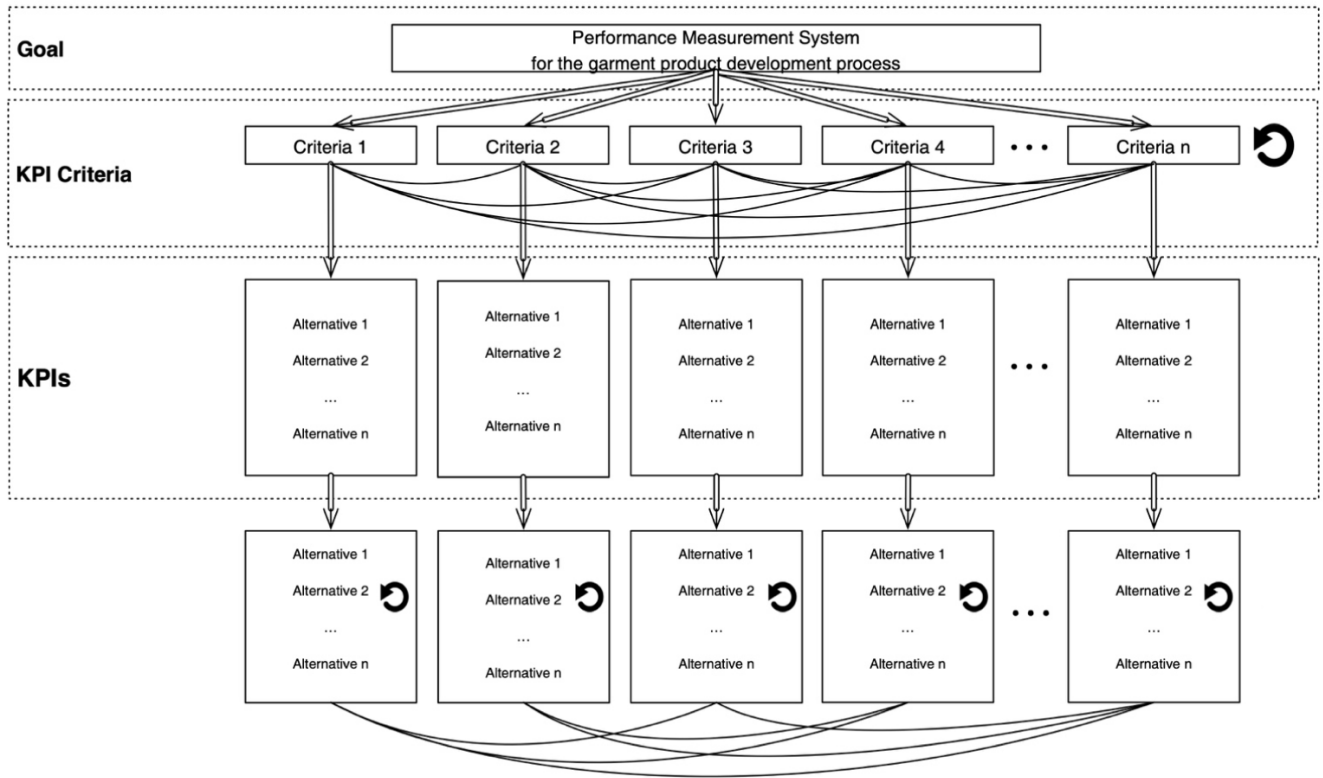 Goal
Performance Measurement System
for the garment product development process
KPI Criteria
Criteria 1
Criteria 2
Criteria 3
Criteria 4
• • •
Criteria n
KPIs
Alternative 1
Alternative 2
...
Alternative n
Alternative 1
Alternative 2
...
Alternative n
Alternative 1
Alternative 2
...
Alternative n
Alternative 1
Alternative 2
...
Alternative n
• • •
Alternative 1
Alternative 2
...
Alternative n
Alternative 1
Alternative 2
...
Alternative n
Alternative 1
Alternative 2
...
Alternative n
Alternative 1
Alternative 2
...
Alternative n
Alternative 1
Alternative 2
...
Alternative n
• • •
Alternative 1
Alternative 2
...
Alternative n